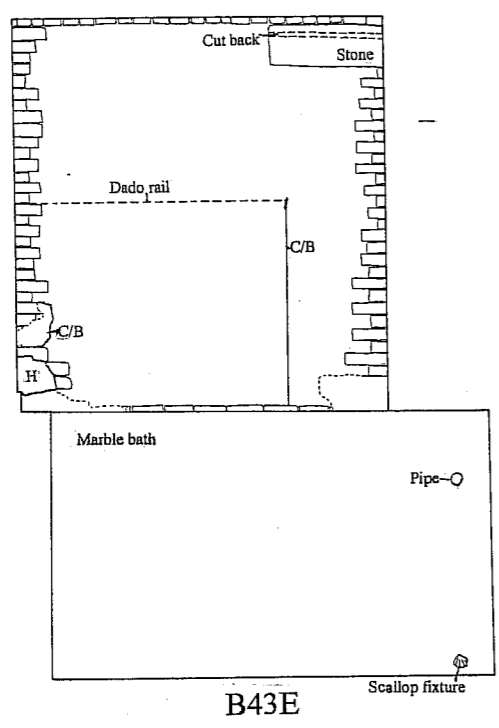 Cut back
Stone
Dado rail
C/B
C/B
H
Marble bath
Pipe
Scallop fixture
B43E